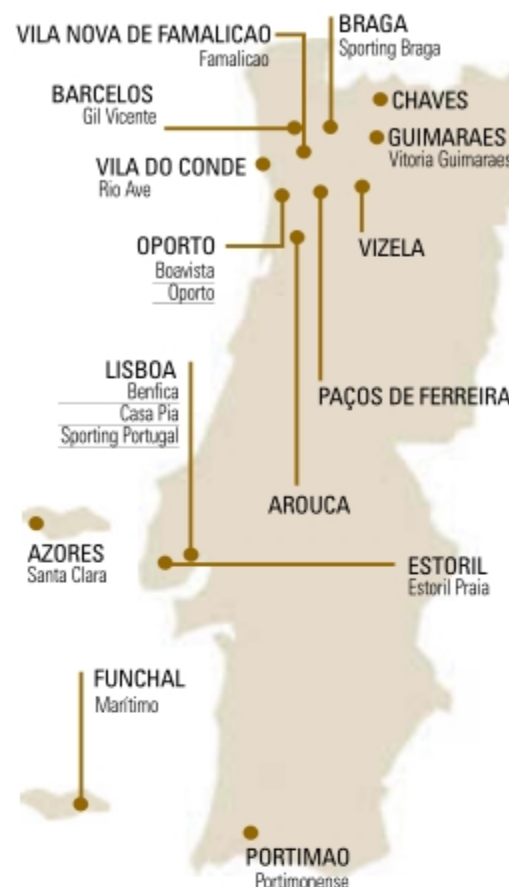 VILA NOVA DE FAMALICAO
Famalicao
BRAGA
Sporting Braga
BARCELOS
Gil Vicente
CHAVES
GUIMARAES
Vitoria Guimaraes
VILA DO CONDE
Rio Ave
OPORTO
Boavista
Oporto
VIZELA
LISBOA
Benfica
Casa Pia
Sporting Portugal
PAÇOS DE FERREIRA
AROUCA
AZORES
Santa Clara
ESTORIL
Estoril Praia
FUNCHAL
Marítimo
PORTIMAO
Portimonense